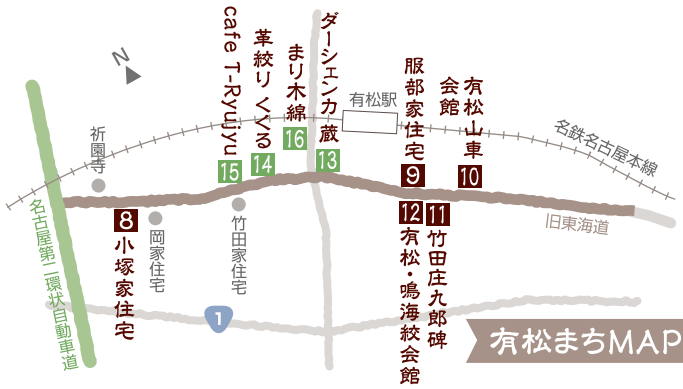 N
cafe T-Ryujyu
15
革絞り くくる
14
まり木綿
16
ダーシェンカ 蔵
13
有松駅
服部家住宅
9
有松山車
会館
10
名鉄名古屋本線
祇園寺
8
小塚家住宅
岡家住宅
竹田家住宅
12
有松・鳴海絞会館
11
竹田庄九郎碑
旧東海道
名古屋第二環状自動車道
1
有松まちMAP